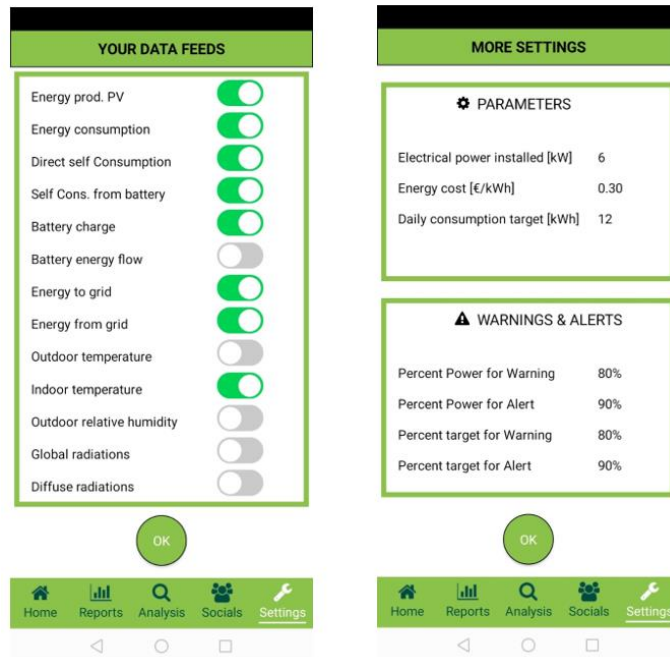 YOUR DATA FEEDS
Energy prod. PV
Energy consumption
Direct self Consumption
Self Cons. from battery
Battery charge
Battery energy flow
Energy to grid
Energy from grid
Outdoor temperature
Indoor temperature
Outdoor relative humidity
Global radiations
Diffuse radiations
OK
Home Reports Analysis Socials Settings
MORE SETTINGS
PARAMETERS
Electrical power installed [kW] 6
Energy cost [€/kWh] 0.30
Daily consumption target [kWh] 12
WARNINGS & ALERTS
Percent Power for Warning 80%
Percent Power for Alert 90%
Percent target for Warning 80%
Percent target for Alert 90%
OK
Home Reports Analysis Socials Settings